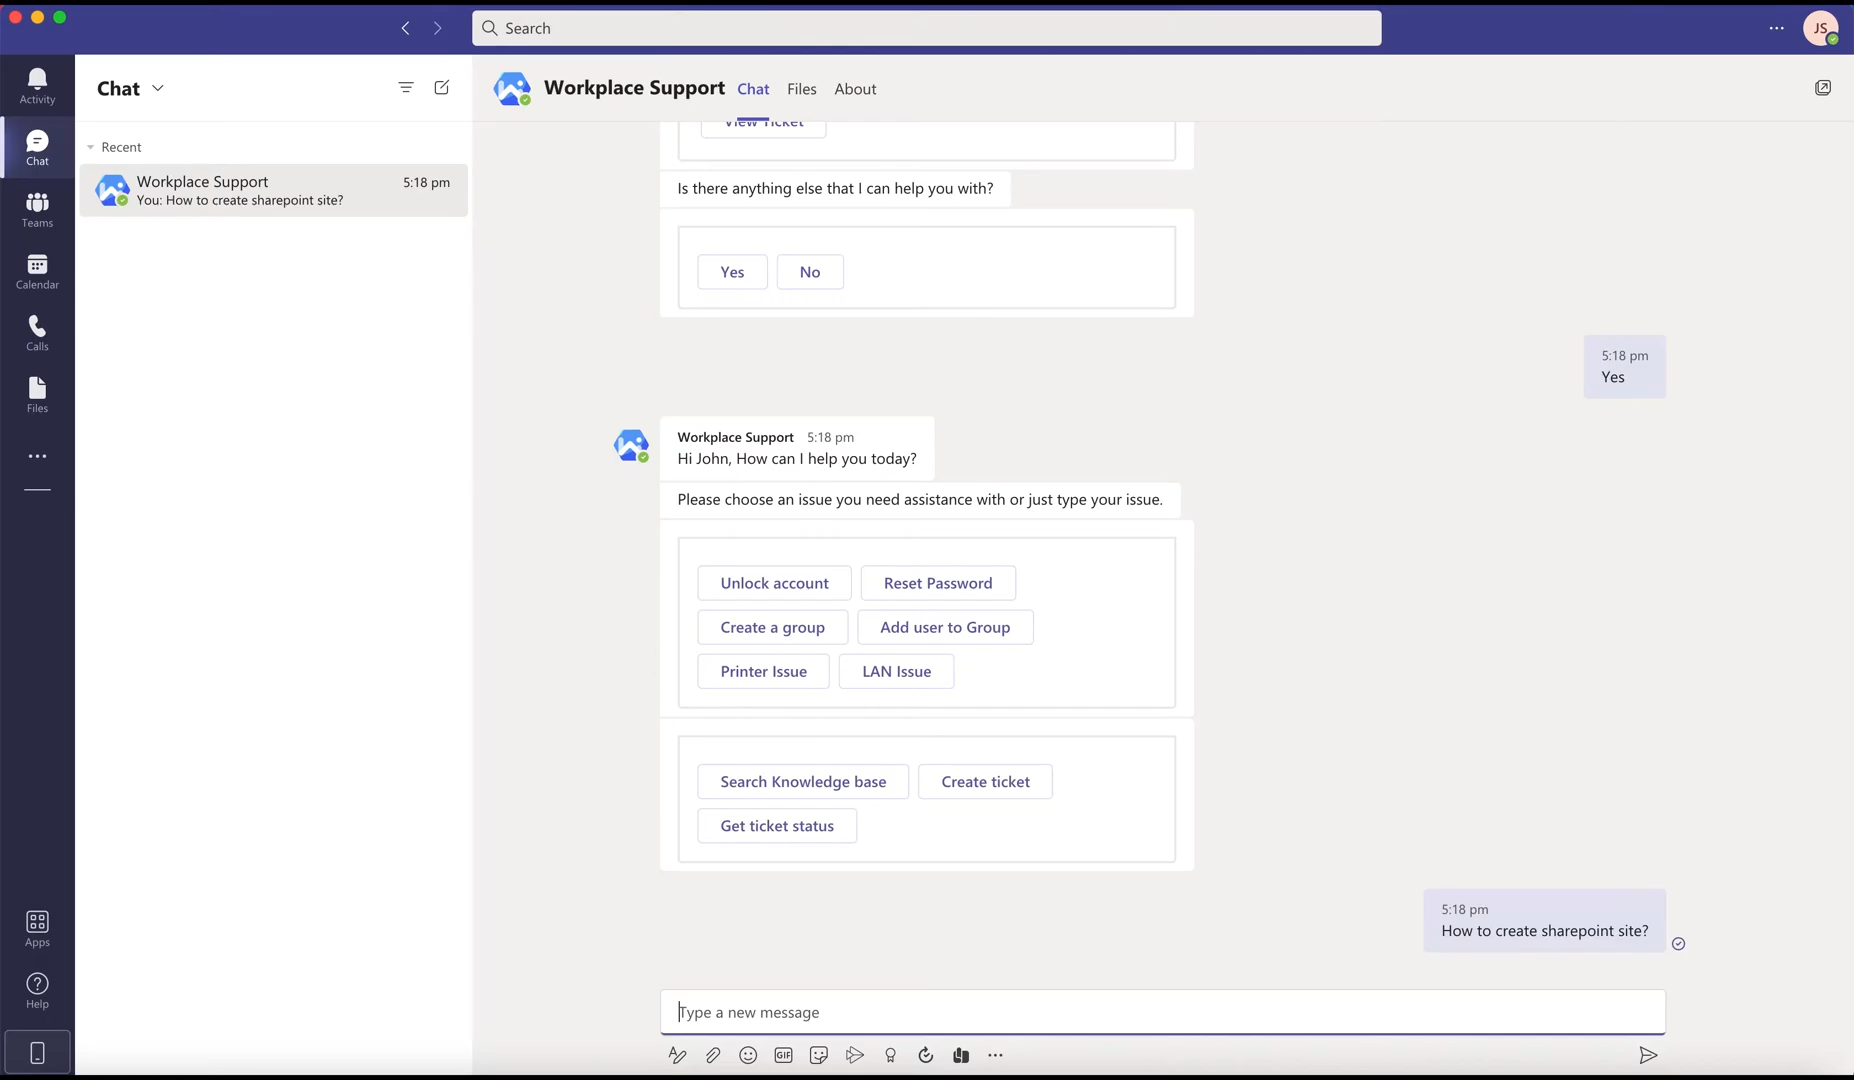 Search
JS
Activity
Chat
Teams
Calendar
Calls
Files
Apps
Help
Chat
Recent
Workplace Support 5:18 pm
You: How to create sharepoint site?
Workplace Support Chat Files About
View Ticket
Is there anything else that I can help you with?
Yes No
5:18 pm
Yes
Workplace Support 5:18 pm
Hi John, How can I help you today?
Please choose an issue you need assistance with or just type your issue.
Unlock account Reset Password
Create a group Add user to Group
Printer Issue LAN Issue
Search Knowledge base Create ticket
Get ticket status
5:18 pm
How to create sharepoint site?
Type a new message
GIF